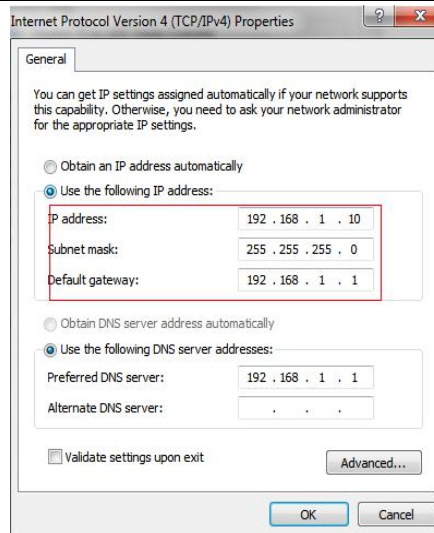 Internet Protocol Version 4 (TCP/IPv4) Properties
General
You can get IP settings assigned automatically if your network supports
this capability. Otherwise, you need to ask your network administrator
for the appropriate IP settings.
Obtain an IP address automatically
Use the following IP address:
IP address: 192 . 168 . 1 . 10
Subnet mask: 255 . 255 . 255 . 0
Default gateway: 192 . 168 . 1 . 1
Obtain DNS server address automatically
Use the following DNS server addresses:
Preferred DNS server: 192 . 168 . 1 . 1
Alternate DNS server: . . .
Validate settings upon exit
Advanced...
OK Cancel